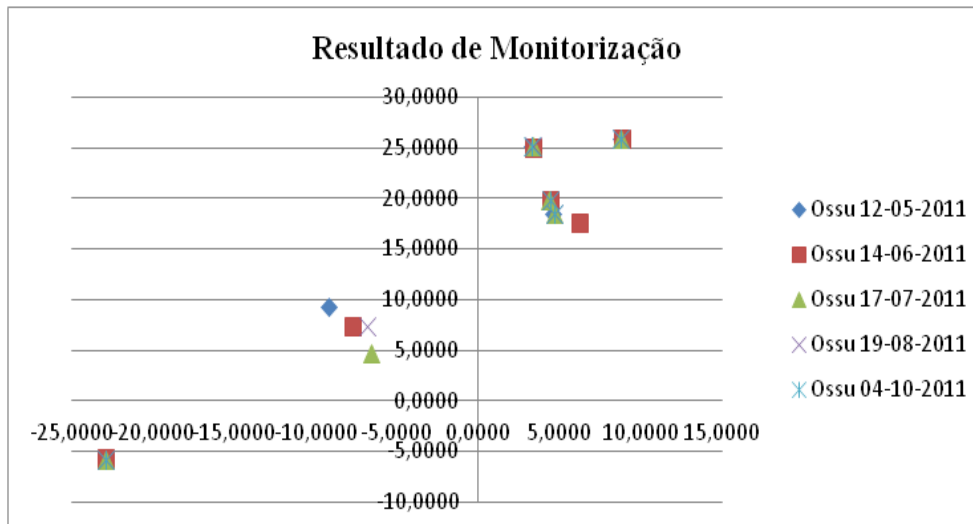 Resultado de Monitorização
30,0000
25,0000
20,0000
15,0000
10,0000
5,0000
0,0000
-25,0000 -20,0000 -15,0000 -10,0000 -5,0000 0,0000 5,0000 10,0000 15,0000
-5,0000
-10,0000
Ossu 12-05-2011
Ossu 14-06-2011
Ossu 17-07-2011
Ossu 19-08-2011
Ossu 04-10-2011